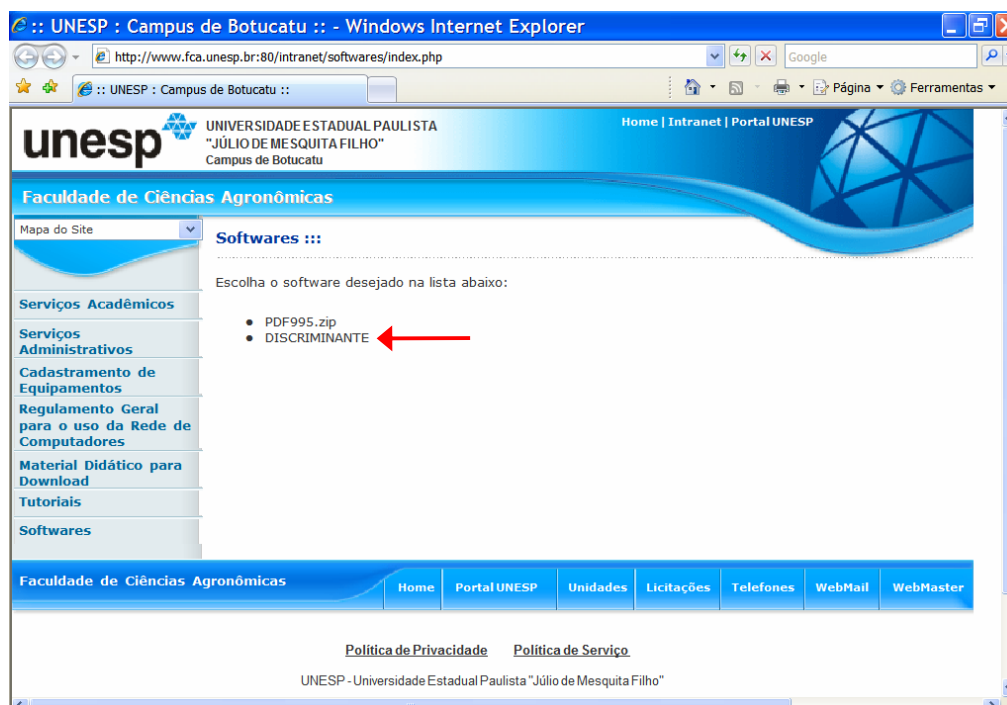 :: UNESP : Campus de Botucatu :: - Windows Internet Explorer
http://www.fca.unesp.br:80/intranet/softwares/index.php
Google
:: UNESP : Campus de Botucatu ::
Página
Ferramentas
unesp
UNIVERSIDADE ESTADUAL PAULISTA
"JÚLIO DE MESQUITA FILHO"
Campus de Botucatu
Home | Intranet | Portal UNESP
Faculdade de Ciências Agronômicas
Mapa do Site
Serviços Acadêmicos
Serviços
Administrativos
Cadastramento de
Equipamentos
Regulamento Geral
para o uso da Rede de
Computadores
Material Didático para
Download
Tutoriais
Softwares
Softwares :::
Escolha o software desejado na lista abaixo:
• PDF995.zip
• DISCRIMINANTE
Faculdade de Ciências Agronômicas
Home
Portal UNESP
Unidades
Licitações
Telefones
WebMail
WebMaster
Política de Privacidade Política de Serviço
UNESP - Universidade Estadual Paulista "Júlio de Mesquita Filho"